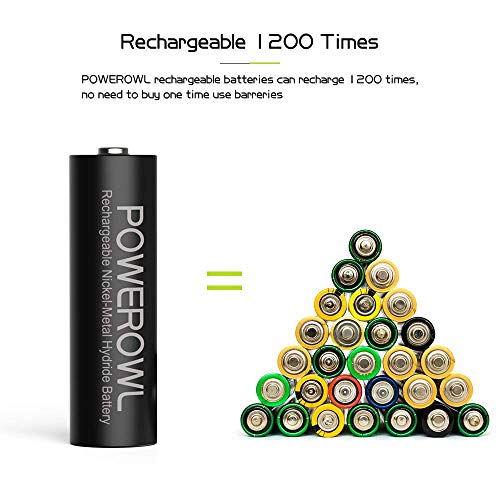 Rechargeable 1200 Times
POWEROWL rechargeable batteries can recharge 1200 times,
no need to buy one time use barreries
POWEROWL
Rechargeable Nickel-Metal Hydride Battery
=